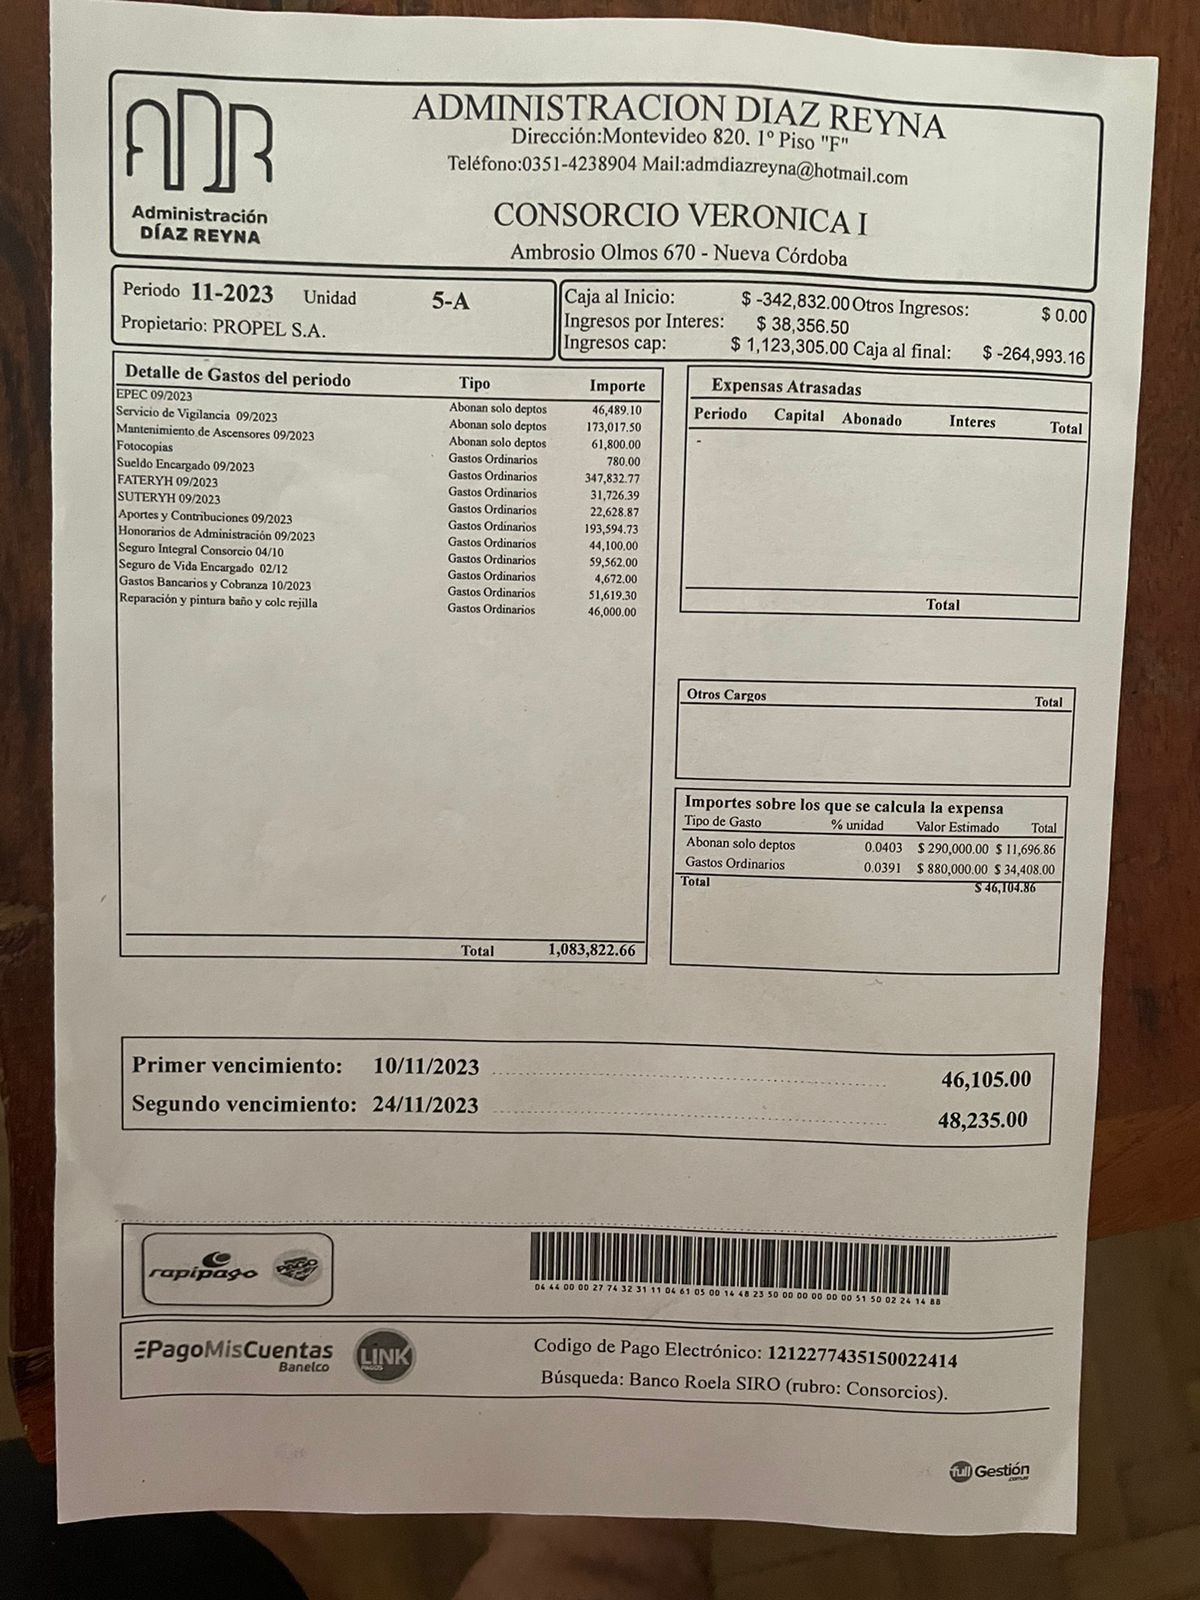 ADR
Administración
DÍAZ REYNA
ADMINISTRACION DIAZ REYNA
Dirección:Montevideo 820. 1º Piso "F"
Teléfono:0351-4238904 Mail:admdiazreyna@hotmail.com
CONSORCIO VERONICA I
Ambrosio Olmos 670 - Nueva Córdoba
Periodo 11-2023 Unidad 5-A
Propietario: PROPEL S.A.
Caja al Inicio: $ -342,832.00 Otros Ingresos: $ 0.00
Ingresos por Interes: $ 38,356.50
Ingresos cap: $ 1,123,305.00 Caja al final: $ -264,993.16
Detalle de Gastos del periodo Tipo Importe
EPEC 09/2023 Abonan solo deptos 46,489.10
Servicio de Vigilancia 09/2023 Abonan solo deptos 173,017.50
Mantenimiento de Ascensores 09/2023 Abonan solo deptos 61,800.00
Fotocopias Gastos Ordinarios 780.00
Sueldo Encargado 09/2023 Gastos Ordinarios 347,832.77
FATERYH 09/2023 Gastos Ordinarios 31,726.39
SUTERYH 09/2023 Gastos Ordinarios 22,628.87
Aportes y Contribuciones 09/2023 Gastos Ordinarios 193,594.73
Honorarios de Administración 09/2023 Gastos Ordinarios 44,100.00
Seguro Integral Consorcio 04/10 Gastos Ordinarios 59,562.00
Seguro de Vida Encargado 02/12 Gastos Ordinarios 4,672.00
Gastos Bancarios y Cobranza 10/2023 Gastos Ordinarios 51,619.30
Reparación y pintura baño y colc rejilla Gastos Ordinarios 46,000.00
Total 1,083,822.66
Expensas Atrasadas
Periodo Capital Abonado Interes Total
-
Total
Otros Cargos Total
Importes sobre los que se calcula la expensa
Tipo de Gasto % unidad Valor Estimado Total
Abonan solo deptos 0.0403 $ 290,000.00 $ 11,696.86
Gastos Ordinarios 0.0391 $ 880,000.00 $ 34,408.00
Total $ 46,104.86
Primer vencimiento: 10/11/2023 46,105.00
Segundo vencimiento: 24/11/2023 48,235.00
rapipago PAGO
04 44 00 00 27 74 32 31 11 04 61 05 00 14 48 23 50 00 00 00 00 00 51 50 02 24 14 88
PagoMisCuentas
Banelco
LINK
PAGOS
Codigo de Pago Electrónico: 1212277435150022414
Búsqueda: Banco Roela SIRO (rubro: Consorcios).
full Gestión
.com.ar